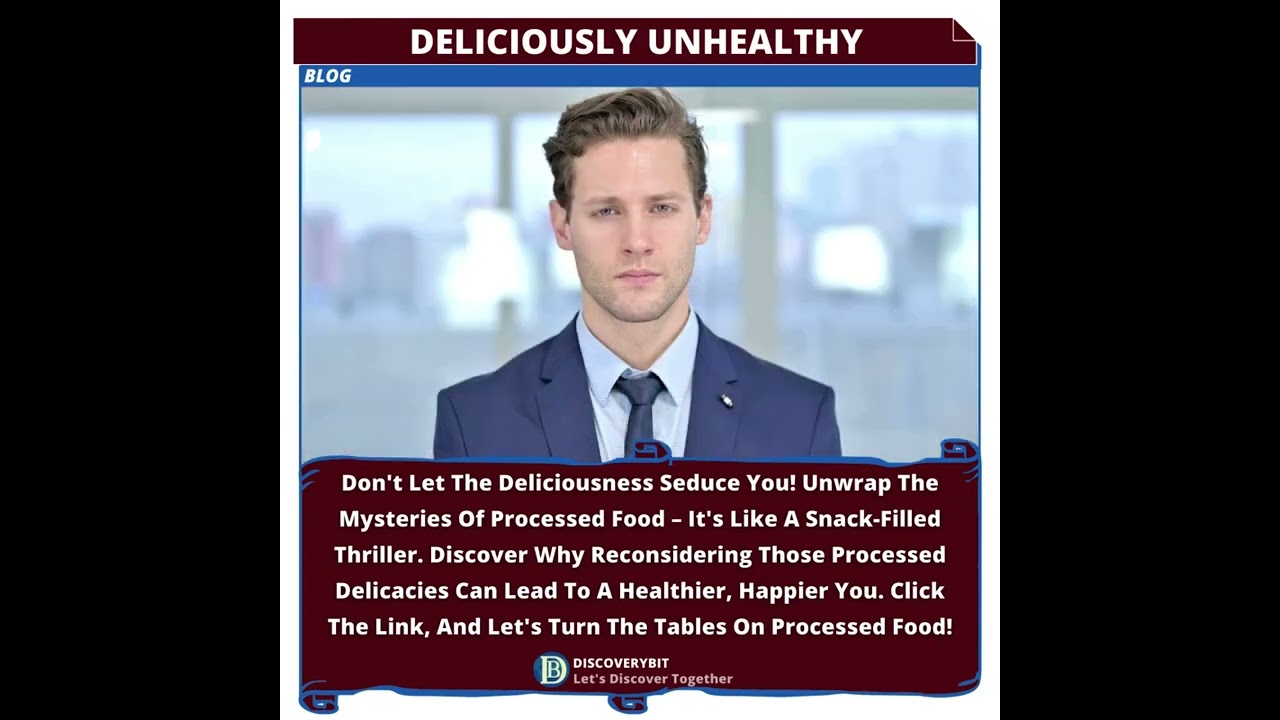 DELICIOUSLY UNHEALTHY
BLOG
Don't Let The Deliciousness Seduce You! Unwrap The
Mysteries Of Processed Food – It's Like A Snack-Filled
Thriller. Discover Why Reconsidering Those Processed
Delicacies Can Lead To A Healthier, Happier You. Click
The Link, And Let's Turn The Tables On Processed Food!
DB
DISCOVERYBIT
Let's Discover Together